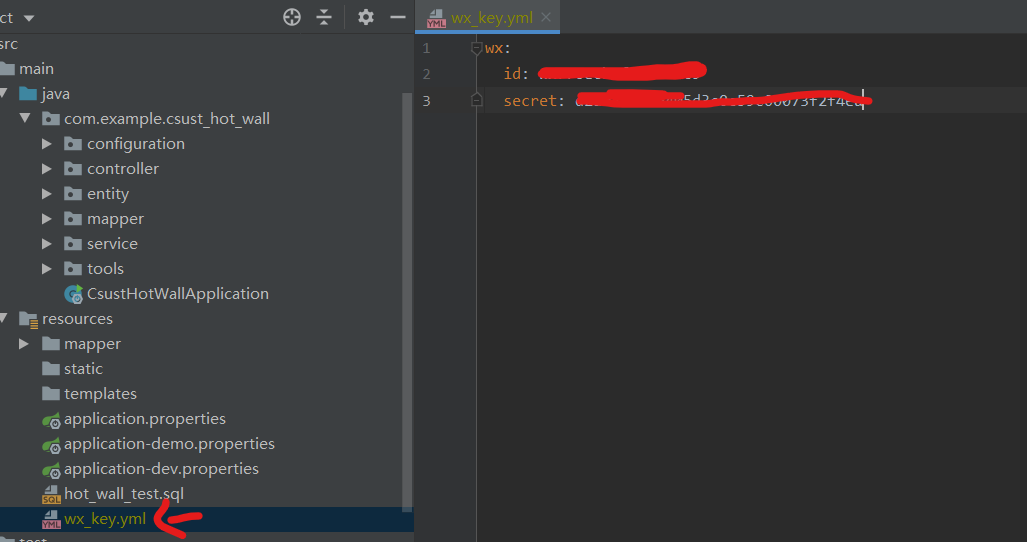 ct
src
main
java
com.example.csust_hot_wall
configuration
controller
entity
mapper
service
tools
CsustHotWallApplication
resources
mapper
static
templates
application.properties
application-demo.properties
application-dev.properties
hot_wall_test.sql
wx_key.yml
test
wx_key.yml
1 wx:
2 id:
3 secret: